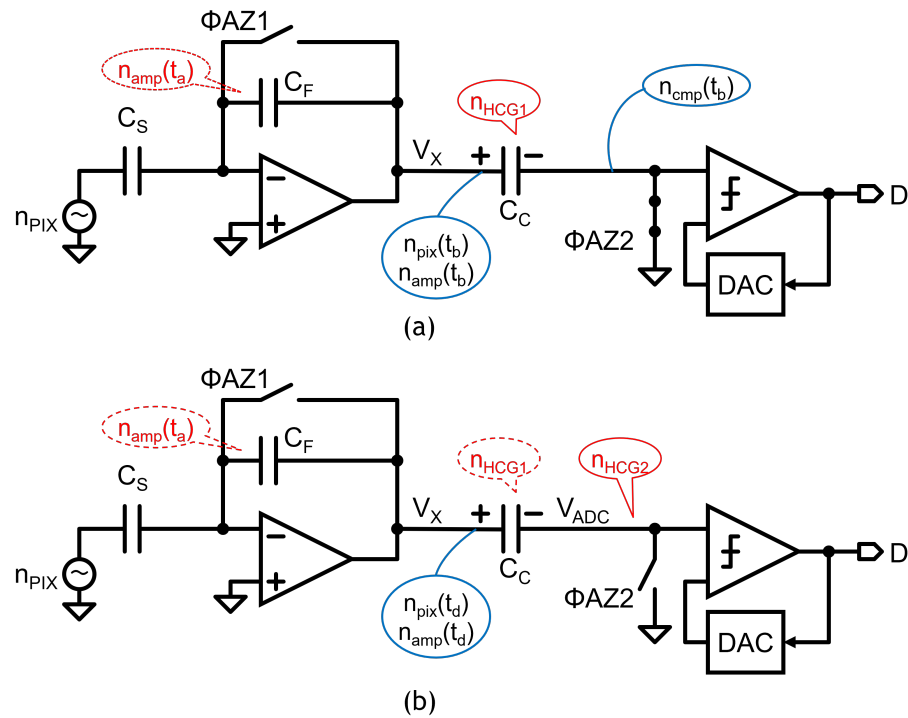 ΦAZ1
n_amp(t_a)
C_F
n_HCG1
n_cmp(t_b)
C_S
V_X
+
−
−
+
n_PIX
~
C_C
D
n_pix(t_b)
n_amp(t_b)
ΦAZ2
DAC
(a)
ΦAZ1
n_amp(t_a)
C_F
n_HCG1
n_HCG2
C_S
V_X
+
−
V_ADC
−
+
n_PIX
~
C_C
D
n_pix(t_d)
n_amp(t_d)
ΦAZ2
DAC
(b)